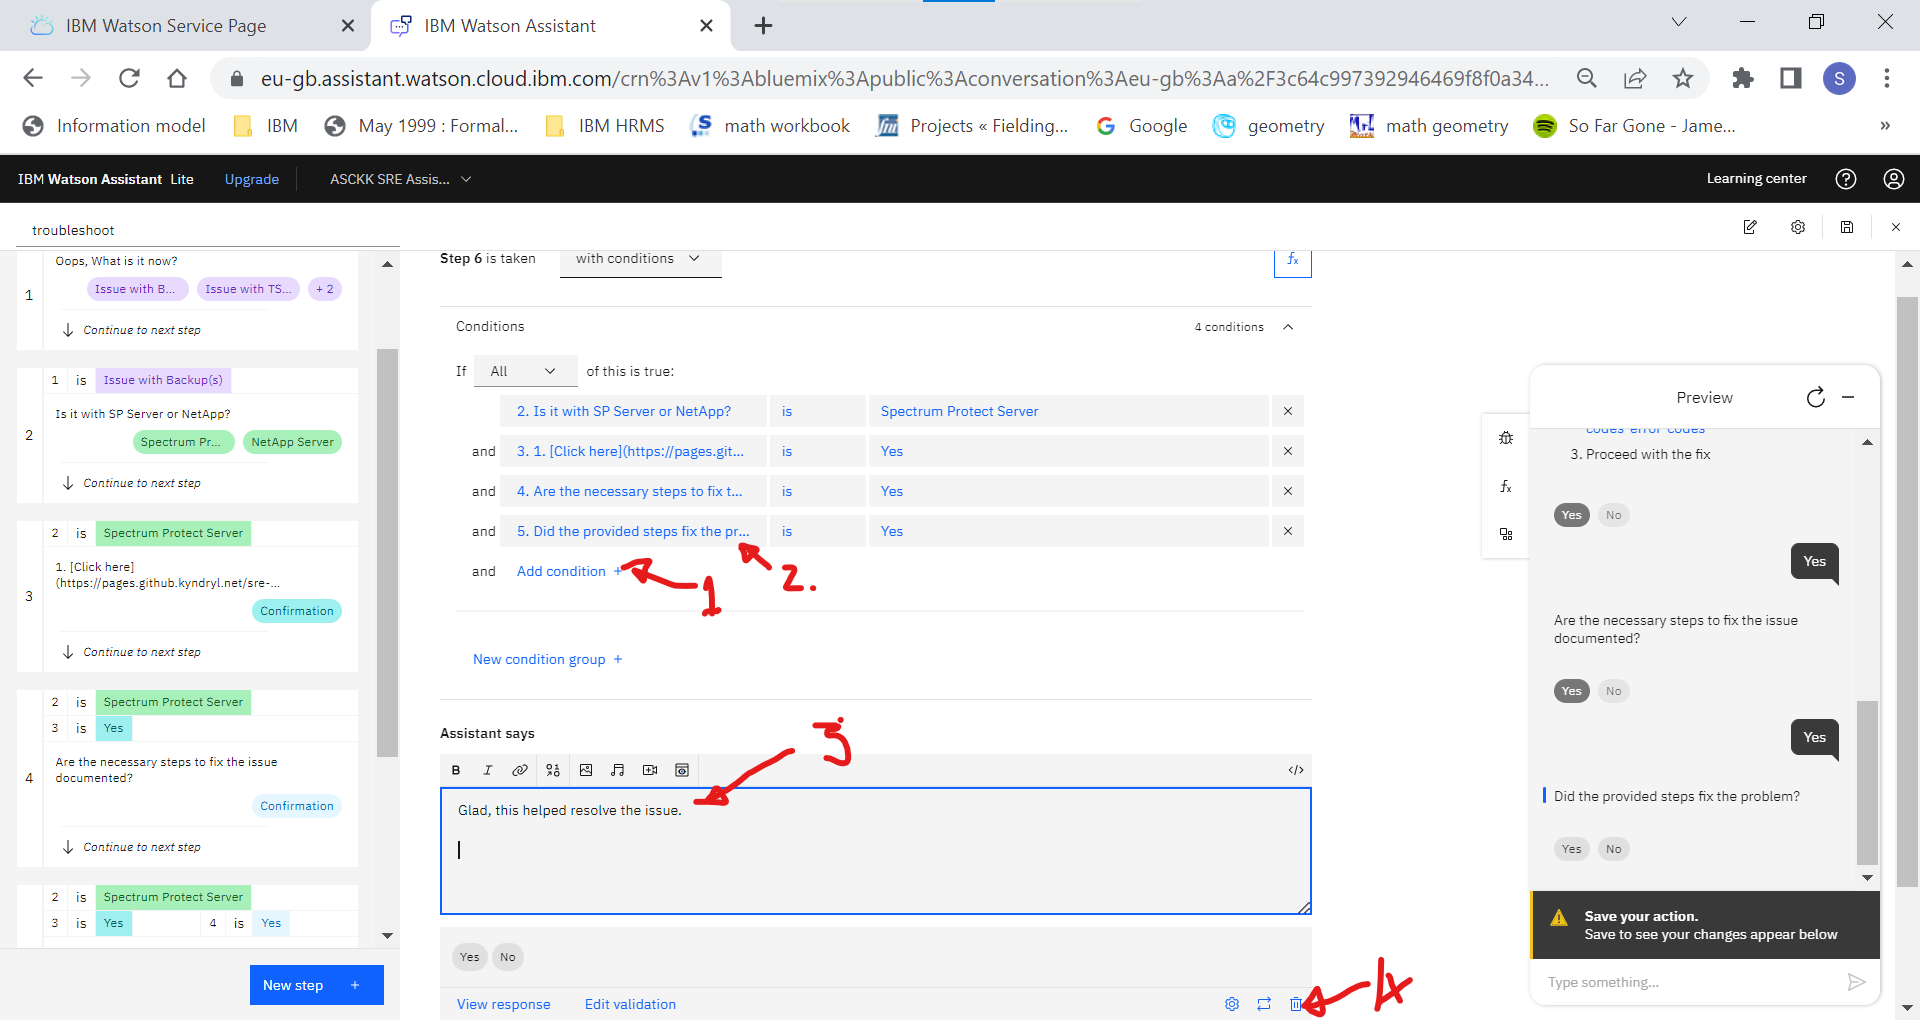 IBM Watson Service Page
IBM Watson Assistant
eu-gb.assistant.watson.cloud.ibm.com/crn%3Av1%3Abluemix%3Apublic%3Aconversation%3Aeu-gb%3Aa%2F3c64c997392946469f8f0a34...
S
Information model
IBM
May 1999 : Formal...
IBM HRMS
math workbook
Projects « Fielding...
Google
geometry
math geometry
So Far Gone - Jame...
»
IBM Watson Assistant Lite
Upgrade
ASCKK SRE Assis...
Learning center
troubleshoot
1
Oops, What is it now?
Issue with B...
Issue with TS...
+ 2
Continue to next step
1 is Issue with Backup(s)
2
Is it with SP Server or NetApp?
Spectrum Pr...
NetApp Server
Continue to next step
2 is Spectrum Protect Server
3
1. [Click here]
(https://pages.github.kyndryl.net/sre-...
Confirmation
Continue to next step
2 is Spectrum Protect Server
3 is Yes
4
Are the necessary steps to fix the issue
documented?
Confirmation
Continue to next step
2 is Spectrum Protect Server
3 is Yes 4 is Yes
New step +
Step 6 is taken
with conditions
fx
Conditions
4 conditions
If All of this is true:
2. Is it with SP Server or NetApp? is Spectrum Protect Server
and 3. 1. [Click here](https://pages.git... is Yes
and 4. Are the necessary steps to fix t... is Yes
and 5. Did the provided steps fix the pr... is Yes
and Add condition +
1
2.
New condition group +
Assistant says
3
B I
</>
Glad, this helped resolve the issue.
Yes No
View response
Edit validation
4
Preview
codes-error-codes
3. Proceed with the fix
Yes No
Yes
fx
Are the necessary steps to fix the issue
documented?
Yes No
Yes
Did the provided steps fix the problem?
Yes No
Save your action.
Save to see your changes appear below
Type something...